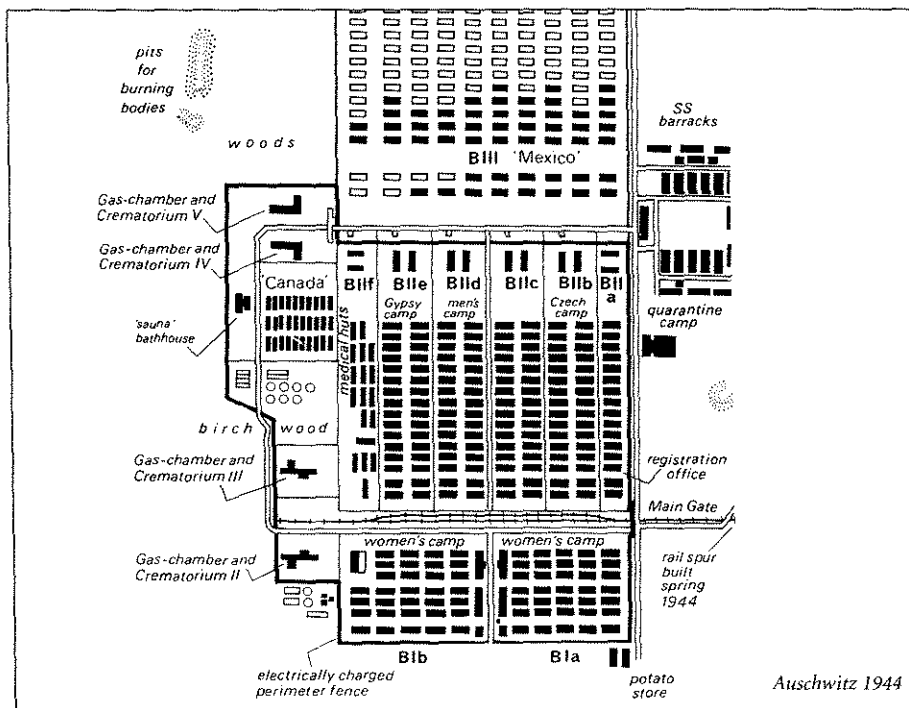 pits
for
burning
bodies
woods
SS
barracks
BIII 'Mexico'
Gas-chamber and
Crematorium V
Gas-chamber and
Crematorium IV
'Canada'
BIIf
BIIe
BIId
BIIc
BIIb
BII
a
Gypsy
camp
men's
camp
Czech
camp
quarantine
camp
'sauna'
bathhouse
medical huts
birch wood
Gas-chamber and
Crematorium III
registration
office
Main Gate
women's camp
women's camp
Gas-chamber and
Crematorium II
rail spur
built
spring
1944
BIb
BIa
electrically charged
perimeter fence
potato
store
Auschwitz 1944